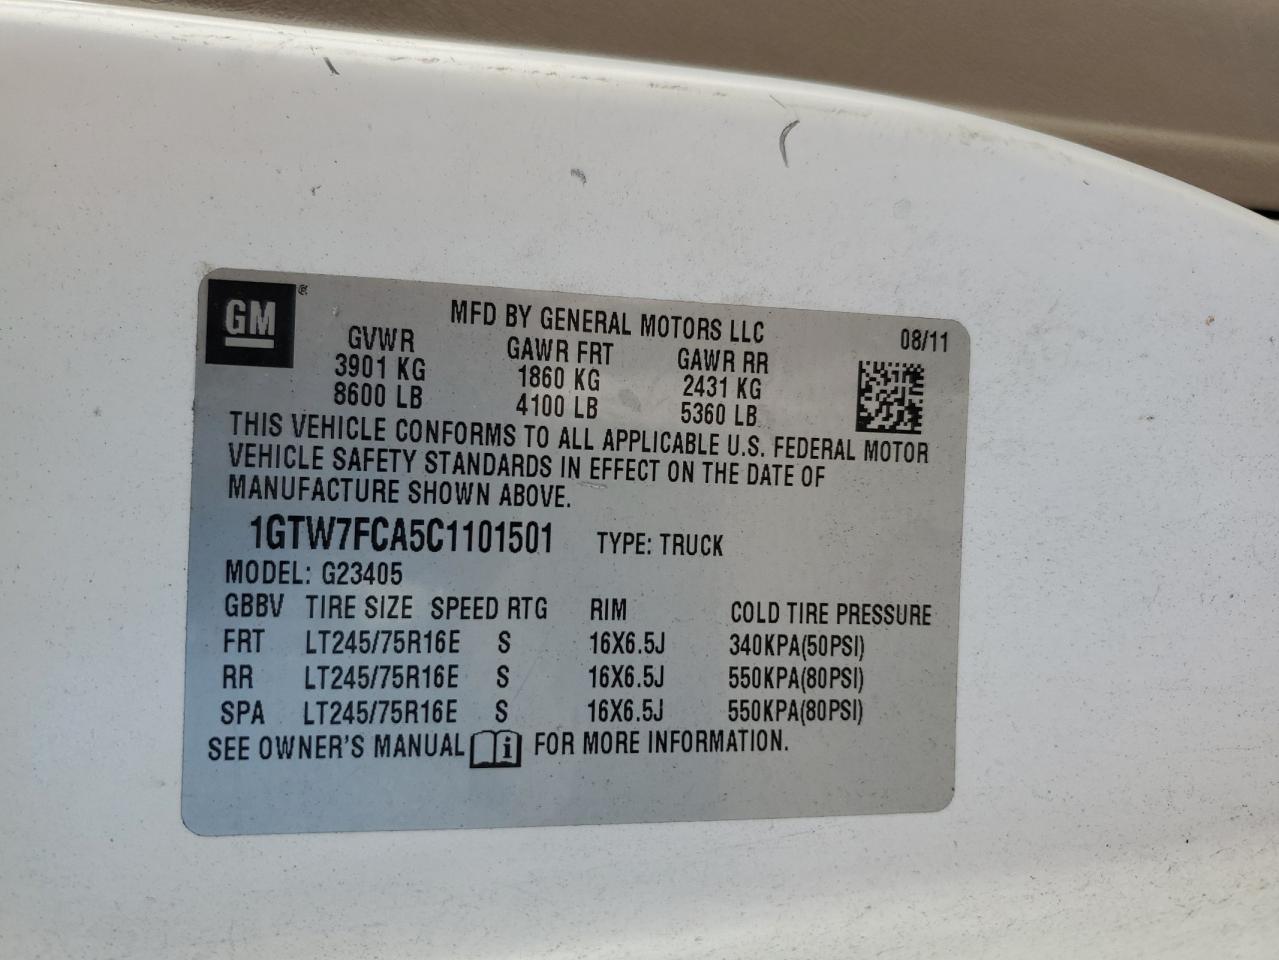 GM ®
MFD BY GENERAL MOTORS LLC 08/11
GVWR GAWR FRT GAWR RR
3901 KG 1860 KG 2431 KG
8600 LB 4100 LB 5360 LB
THIS VEHICLE CONFORMS TO ALL APPLICABLE U.S. FEDERAL MOTOR
VEHICLE SAFETY STANDARDS IN EFFECT ON THE DATE OF
MANUFACTURE SHOWN ABOVE.
1GTW7FCA5C1101501 TYPE: TRUCK
MODEL: G23405
GBBV TIRE SIZE SPEED RTG RIM COLD TIRE PRESSURE
FRT LT245/75R16E S 16X6.5J 340KPA(50PSI)
RR LT245/75R16E S 16X6.5J 550KPA(80PSI)
SPA LT245/75R16E S 16X6.5J 550KPA(80PSI)
SEE OWNER'S MANUAL i FOR MORE INFORMATION.